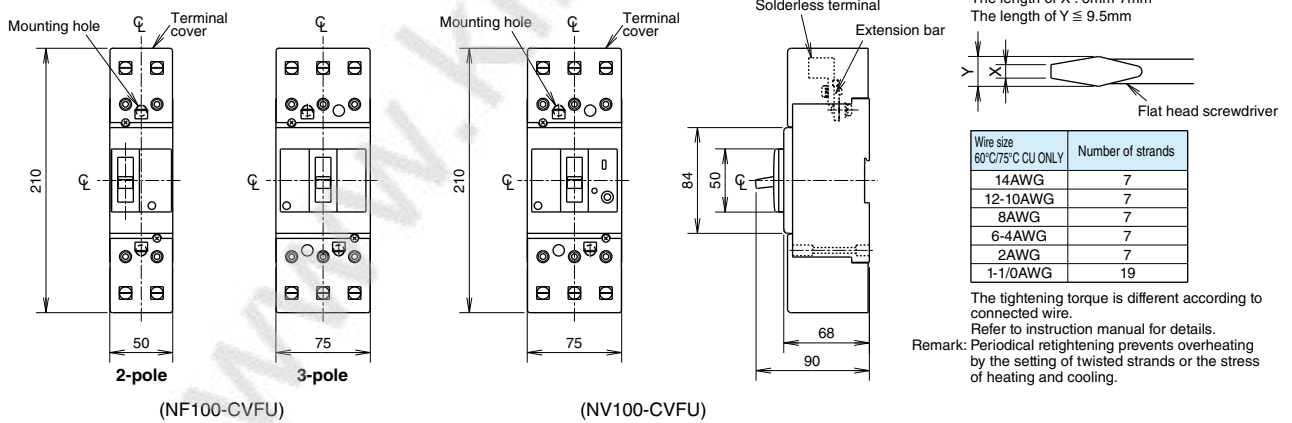 Mounting hole
℄
Terminal
cover
210
℄
50
2-pole
℄
℄
75
3-pole
(NF100-CVFU)
Mounting hole
℄
Terminal
cover
210
℄
75
(NV100-CVFU)
Solderless terminal
Extension bar
84
50
℄
68
90
The length of Y ≦ 9.5mm
Y
X
Flat head screwdriver
Wire size
60°C/75°C CU ONLY
Number of strands
14AWG 7
12-10AWG 7
8AWG 7
6-4AWG 7
2AWG 7
1-1/0AWG 19
The tightening torque is different according to
connected wire.
Refer to instruction manual for details.
Remark: Periodical retightening prevents overheating
by the setting of twisted strands or the stress
of heating and cooling.